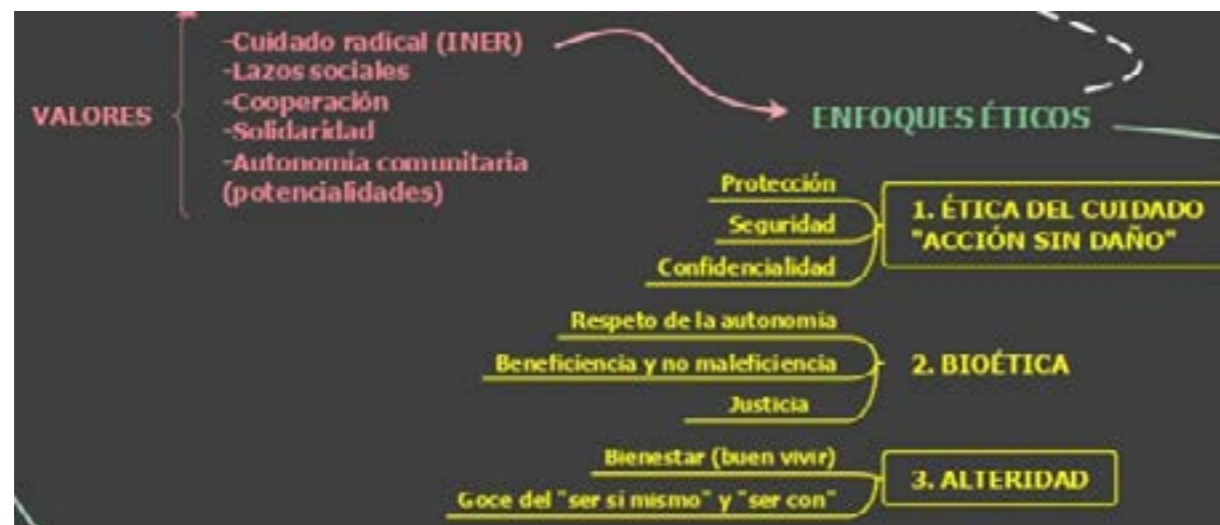 VALORES
-Cuidado radical (INER)
-Lazos sociales
-Cooperación
-Solidaridad
-Autonomía comunitaria
(potencialidades)
ENFOQUES ÉTICOS
Protección
Seguridad
Confidencialidad
1. ÉTICA DEL CUIDADO
"ACCIÓN SIN DAÑO"
Respeto de la autonomía
Beneficiencia y no maleficiencia
Justicia
2. BIOÉTICA
Bienestar (buen vivir)
Goce del "ser si mismo" y "ser con"
3. ALTERIDAD